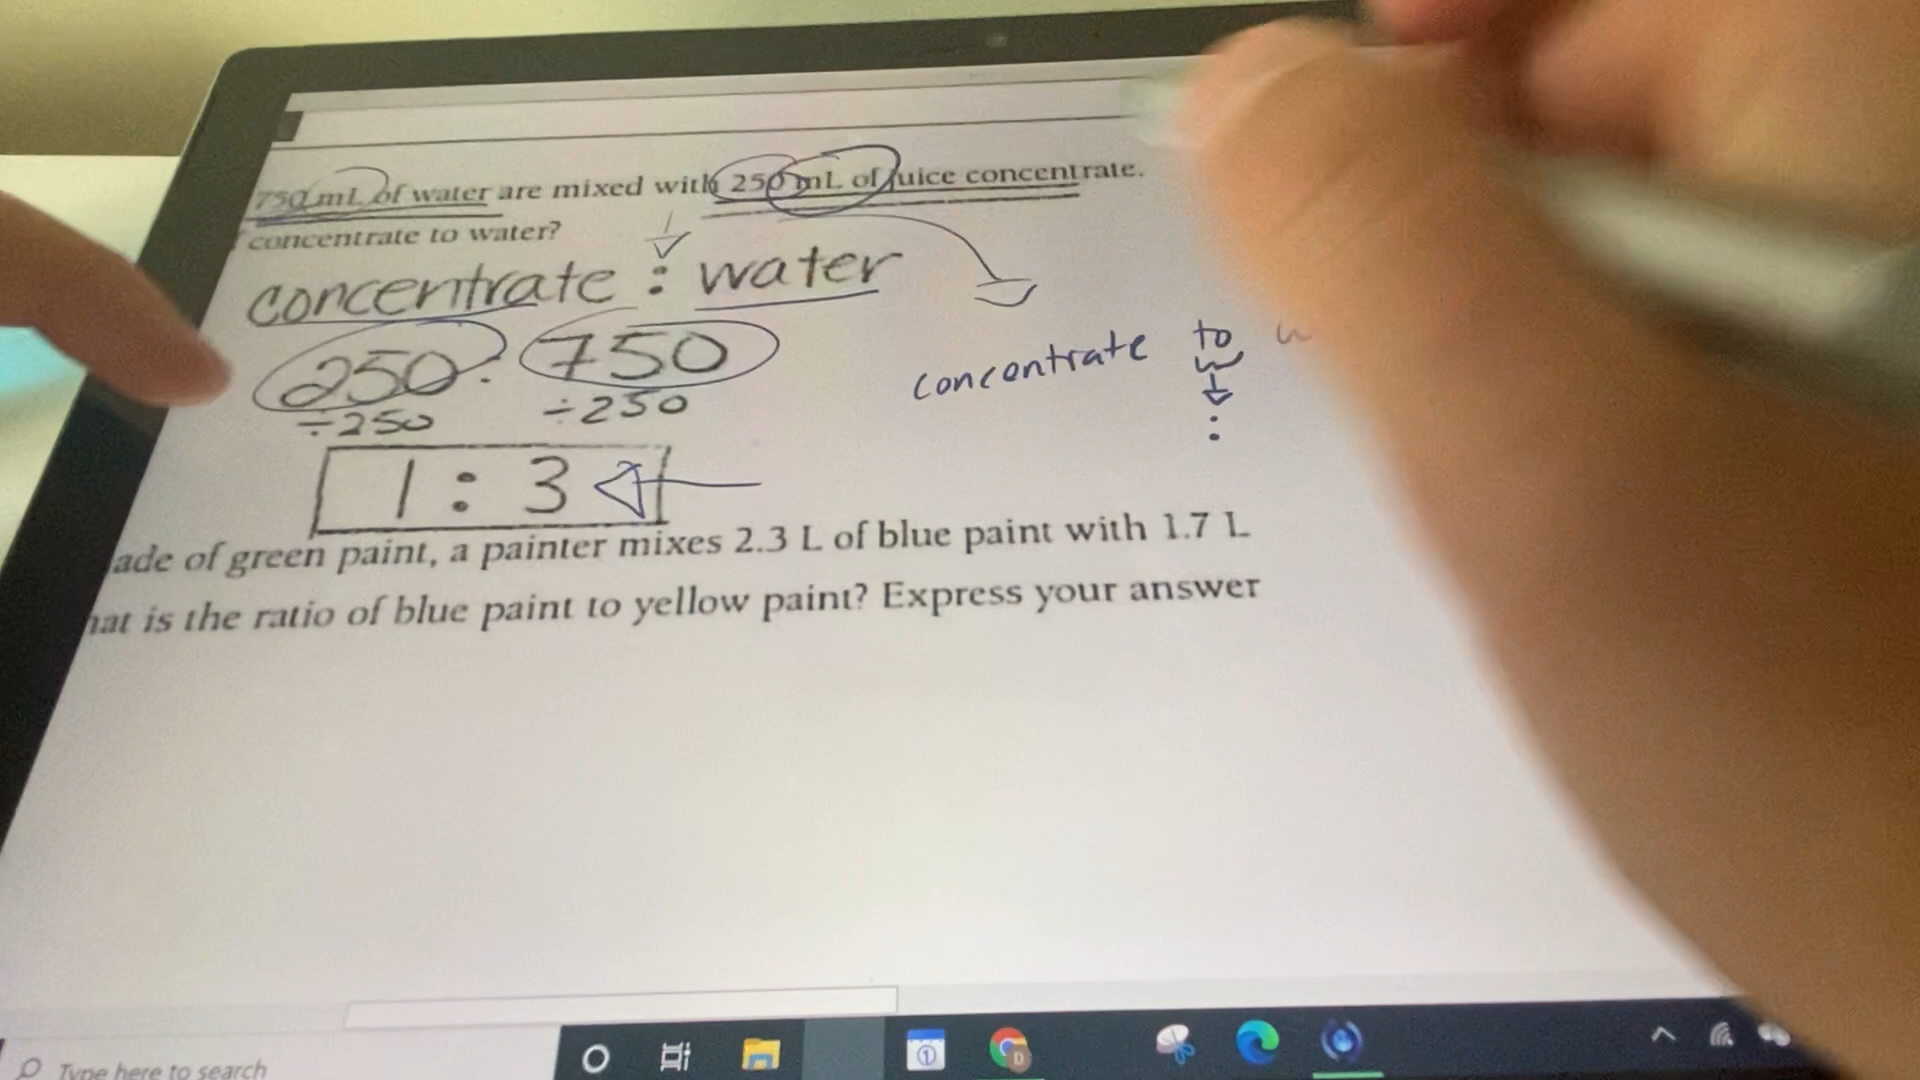 750 mL of water are mixed with 250 mL of juice concentrate.
concentrate to water?
concentrate : water
250 : 750
÷250 ÷250
concentrate to w
:
1 : 3
ade of green paint, a painter mixes 2.3 L of blue paint with 1.7 L
hat is the ratio of blue paint to yellow paint? Express your answer
Type here to search